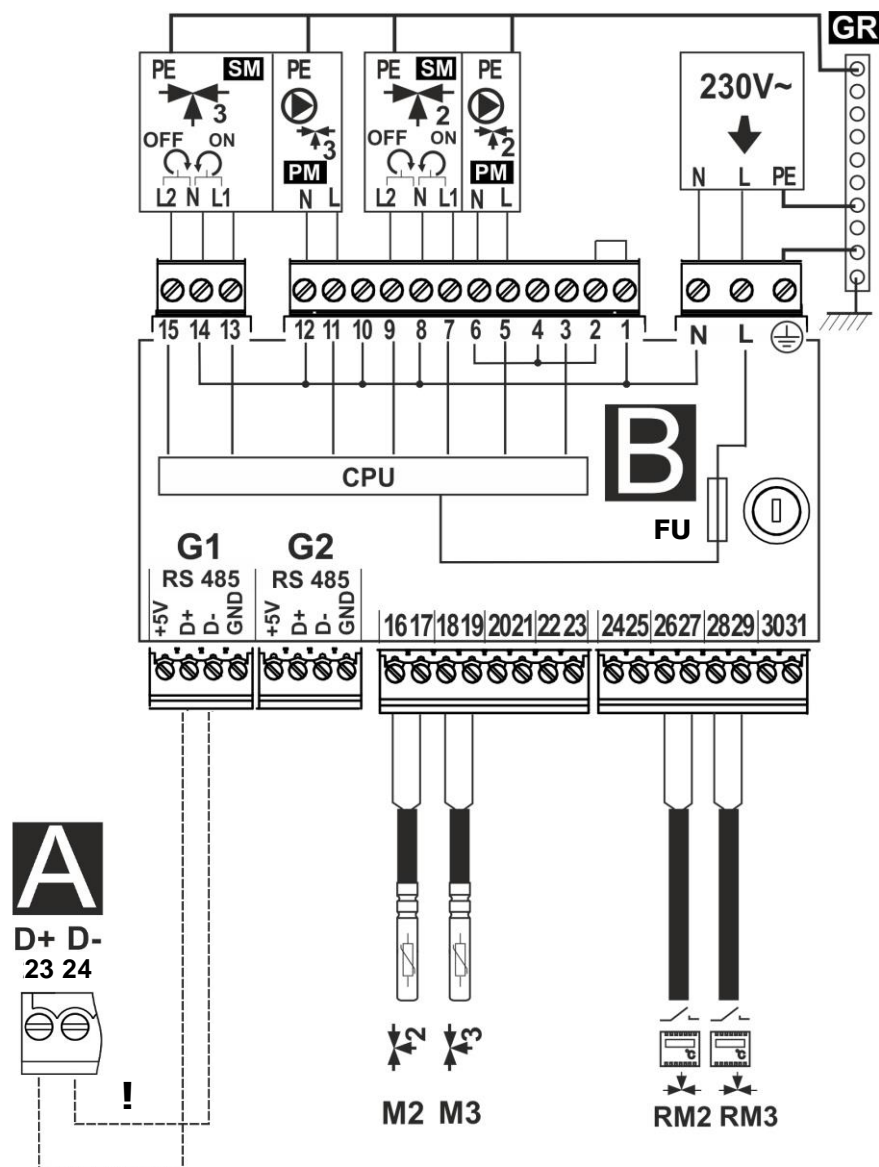 GR
PE SM PE PE SM PE
230V~
3 2
OFF ON 3 OFF ON 2
PM PM
N L PE
L2 N L1 N L L2 N L1 N L
15 14 13 12 11 10 9 8 7 6 5 4 3 2 1 N L
B
CPU
FU
G1 G2
RS 485 RS 485
+5V D+ D- GND +5V D+ D- GND
16 17 18 19 20 21 22 23 24 25 26 27 28 29 30 31
A
D+ D-
23 24
2 3
°C °C
!
M2 M3 RM2 RM3